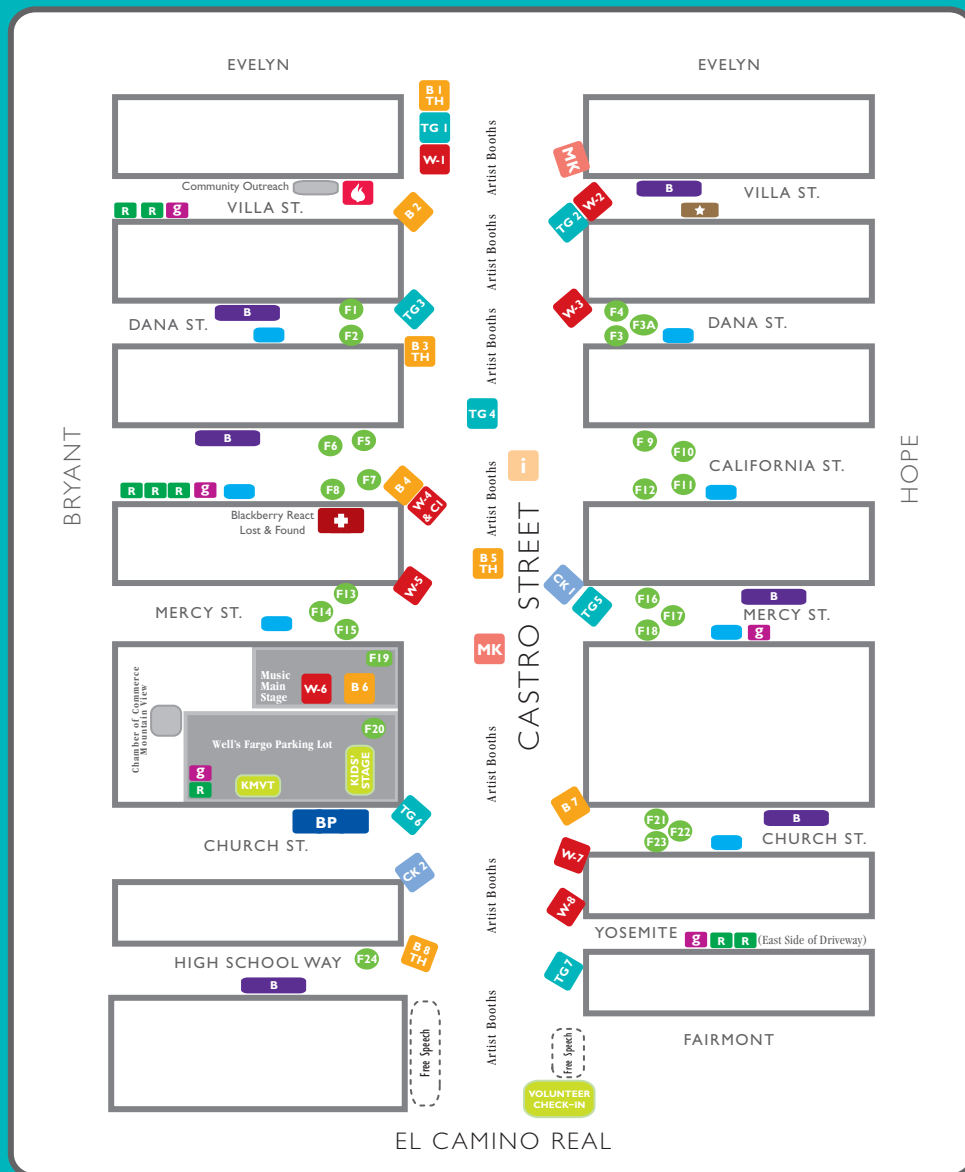 EVELYN
EVELYN
B 1
TH
TG 1
W-1
Artist Booths
MK
Community Outreach
B
VILLA ST.
R R g
VILLA ST.
B 2
W-2
TG 2
★
Artist Booths
B
F1
TG 3
W-3
F4
F3A
DANA ST.
DANA ST.
F2
B 3
TH
F3
Artist Booths
TG 4
B
F6
F5
F 9
F10
i
CALIFORNIA ST.
BRYANT
HOPE
R R R g
F8
F7
B 4
W-4
& C1
Artist Booths
F12
F11
Blackberry React
Lost & Found
B 5
TH
CASTRO STREET
W-5
CK 1
TG5
F13
F16
B
MERCY ST.
F14
F17
MERCY ST.
F15
F18
g
MK
F19
Music
Main
Stage
W-6
B 6
Chamber of Commerce
Mountain View
F20
Well's Fargo Parking Lot
g
R
KMVT
KIDS'
STAGE
Artist Booths
BP
TG 6
B 7
F21
F22
F23
B
CHURCH ST.
CHURCH ST.
W-7
CK 2
Artist Booths
W-8
YOSEMITE
g R R (East Side of Driveway)
B 8
TH
HIGH SCHOOL WAY
F24
TG 7
B
Artist Booths
Free Speech
Free Speech
FAIRMONT
VOLUNTEER
CHECK-IN
EL CAMINO REAL